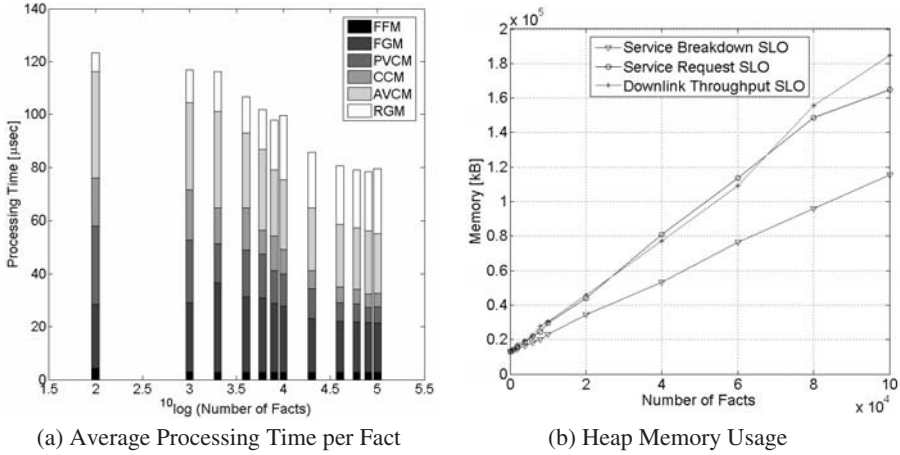 140
120
100
80
60
40
20
0
Processing Time [μsec]
FFM
FGM
PVCM
CCM
AVCM
RGM
1.5 2 2.5 3 3.5 4 4.5 5 5.5
10log (Number of Facts)
(a) Average Processing Time per Fact
2 x 10^5
1.8
1.6
1.4
1.2
1
0.8
0.6
0.4
0.2
0
Memory [kB]
Service Breakdown SLO
Service Request SLO
Downlink Throughput SLO
0 2 4 6 8 10
Number of Facts
x 10^4
(b) Heap Memory Usage